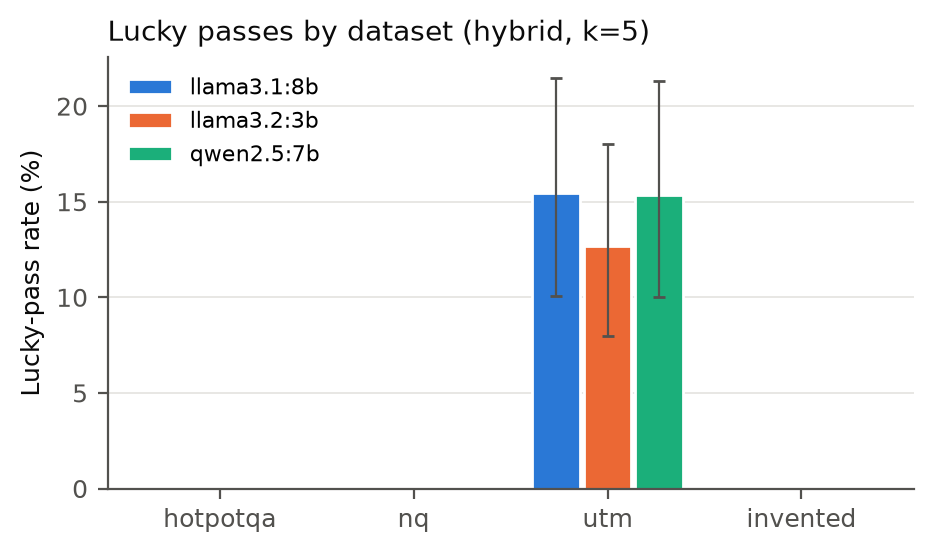 Lucky passes by dataset (hybrid, k=5)
llama3.1:8b
llama3.2:3b
qwen2.5:7b
Lucky-pass rate (%)
20
15
10
5
0
hotpotqa nq utm invented